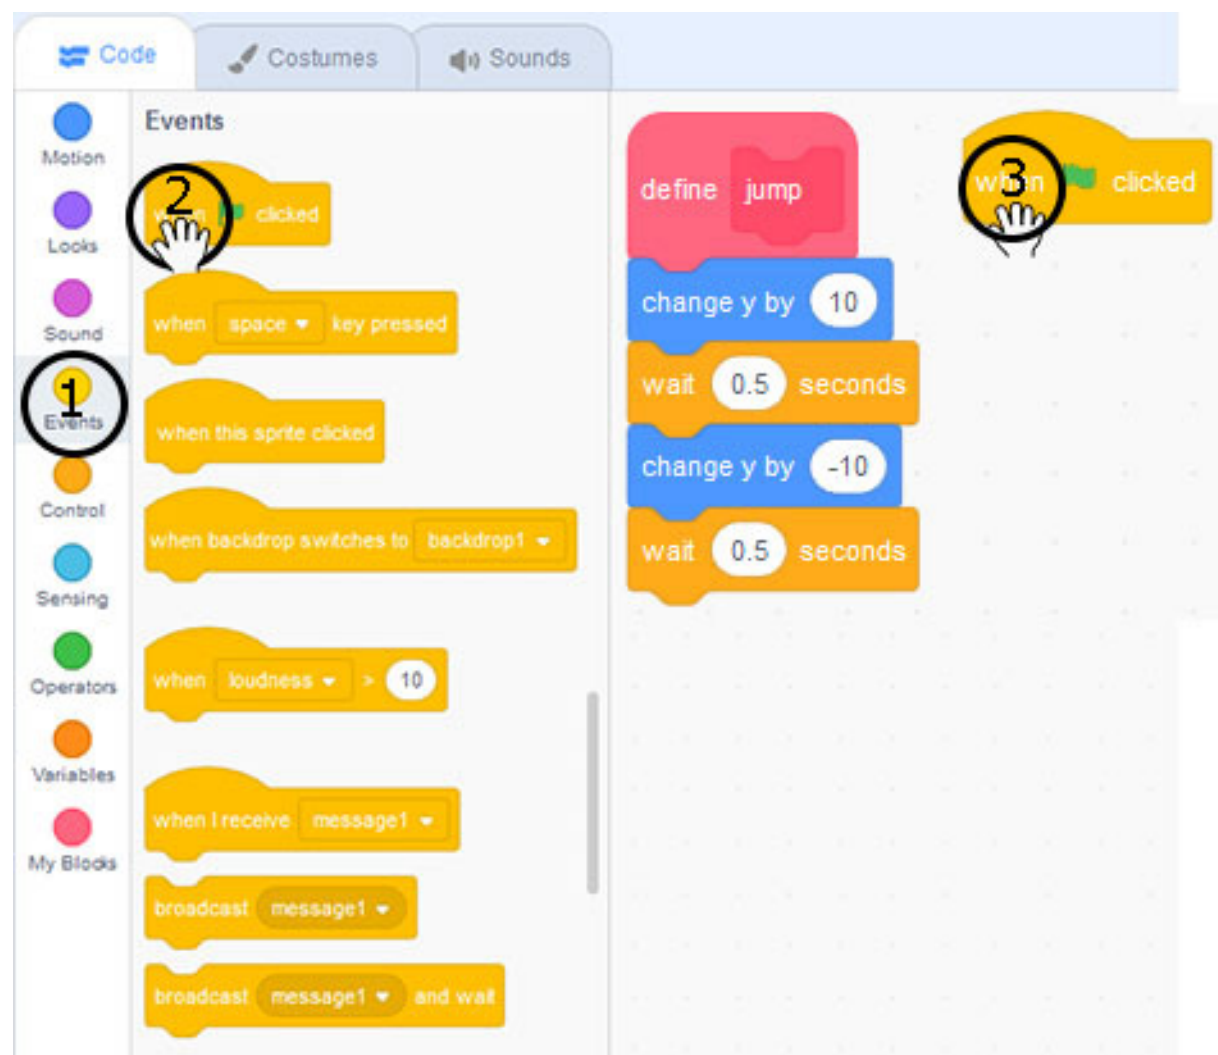 Code
Costumes
Sounds
Motion
Looks
Sound
1
Events
Control
Sensing
Operators
Variables
My Blocks
Events
2
when clicked
when space key pressed
when this sprite clicked
when backdrop switches to backdrop1
when loudness > 10
when I receive message1
broadcast message1
broadcast message1 and wait
define jump
change y by 10
wait 0.5 seconds
change y by -10
wait 0.5 seconds
3
when clicked